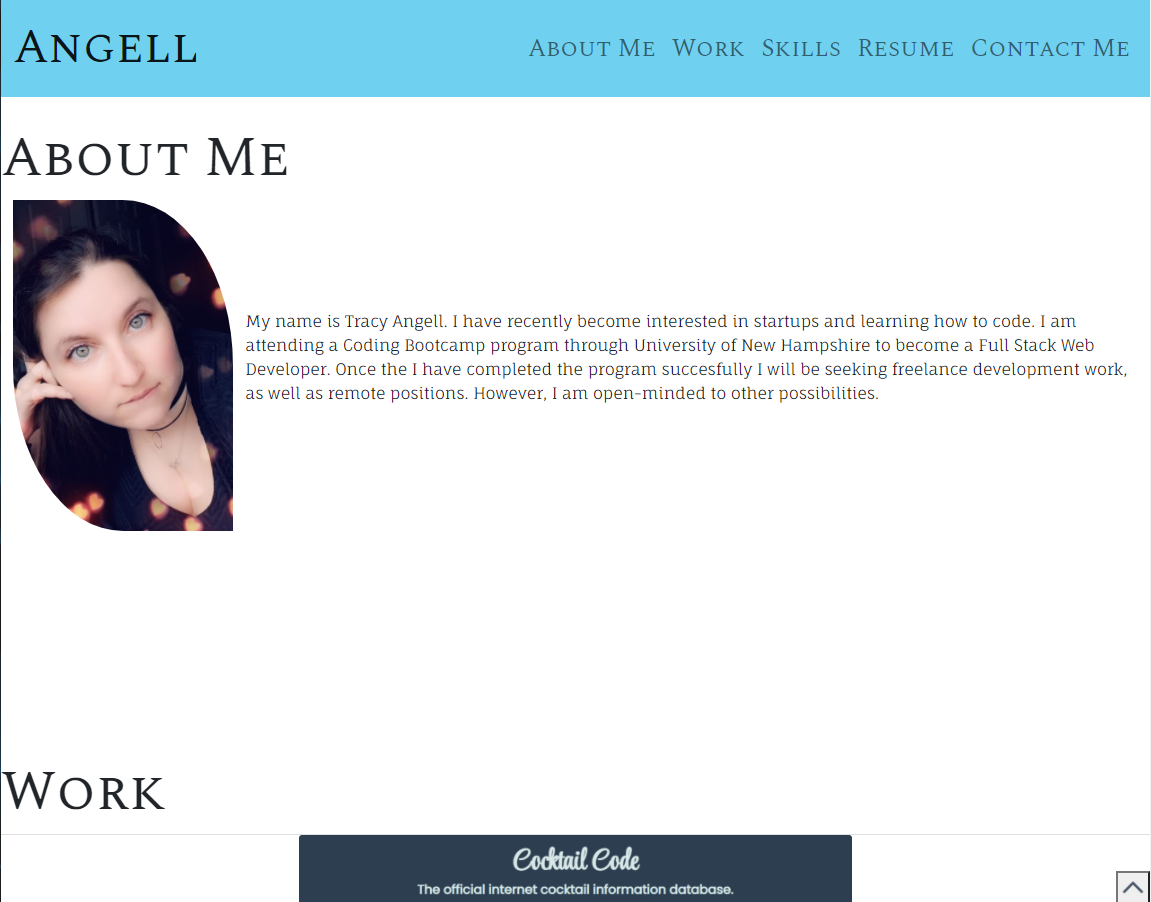 Angell
About Me Work Skills Resume Contact Me
About Me
My name is Tracy Angell. I have recently become interested in startups and learning how to code. I am
attending a Coding Bootcamp program through University of New Hampshire to become a Full Stack Web
Developer. Once the I have completed the program succesfully I will be seeking freelance development work,
as well as remote positions. However, I am open-minded to other possibilities.
Work
Cocktail Code
The official internet cocktail information database.